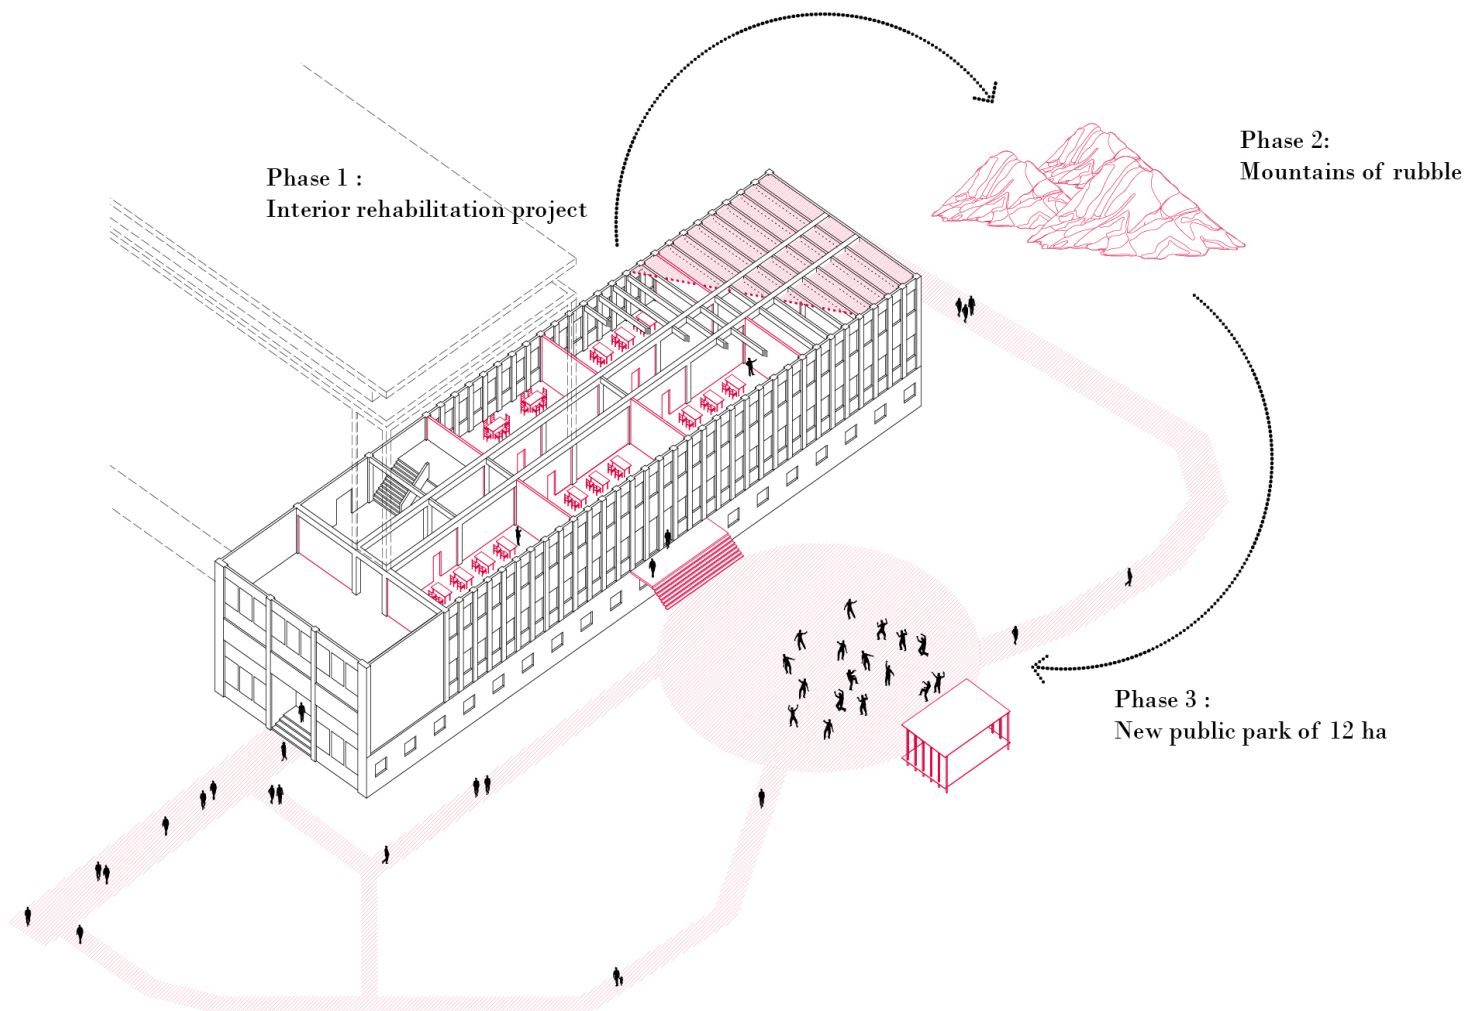 Phase 1 :
Interior rehabilitation project
Phase 2:
Mountains of rubble
Phase 3 :
New public park of 12 ha